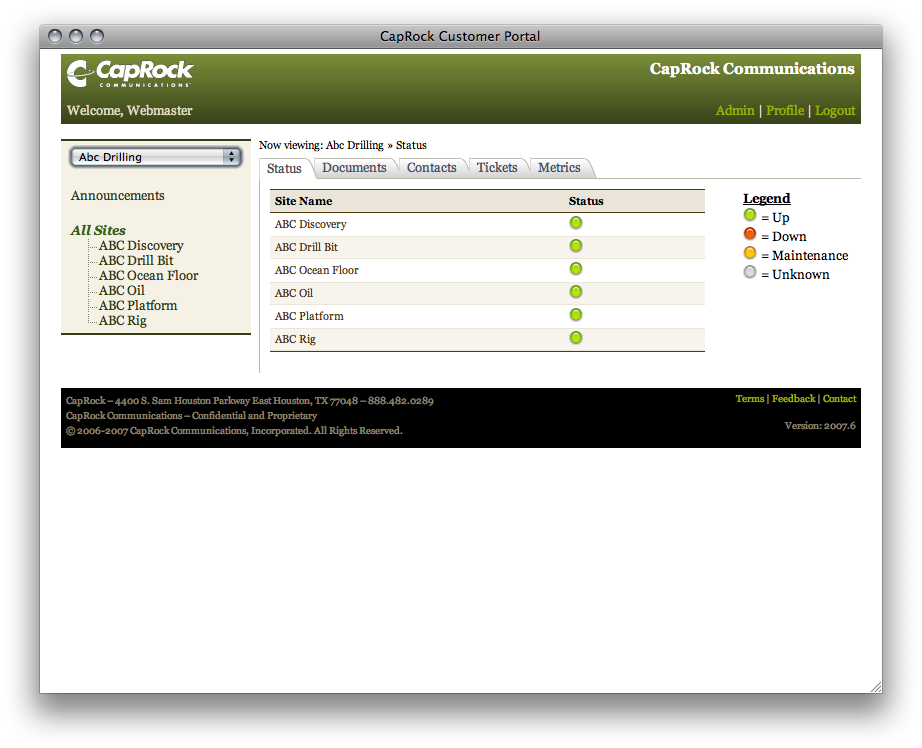 CapRock Customer Portal
CapRock
COMMUNICATIONS
CapRock Communications
Welcome, Webmaster
Admin | Profile | Logout
Abc Drilling
Announcements
All Sites
ABC Discovery
ABC Drill Bit
ABC Ocean Floor
ABC Oil
ABC Platform
ABC Rig
Now viewing: Abc Drilling » Status
Status Documents Contacts Tickets Metrics
Site Name Status
ABC Discovery
ABC Drill Bit
ABC Ocean Floor
ABC Oil
ABC Platform
ABC Rig
Legend
= Up
= Down
= Maintenance
= Unknown
CapRock – 4400 S. Sam Houston Parkway East Houston, TX 77048 – 888.482.0289
CapRock Communications – Confidential and Proprietary
© 2006-2007 CapRock Communications, Incorporated. All Rights Reserved.
Terms | Feedback | Contact
Version: 2007.6